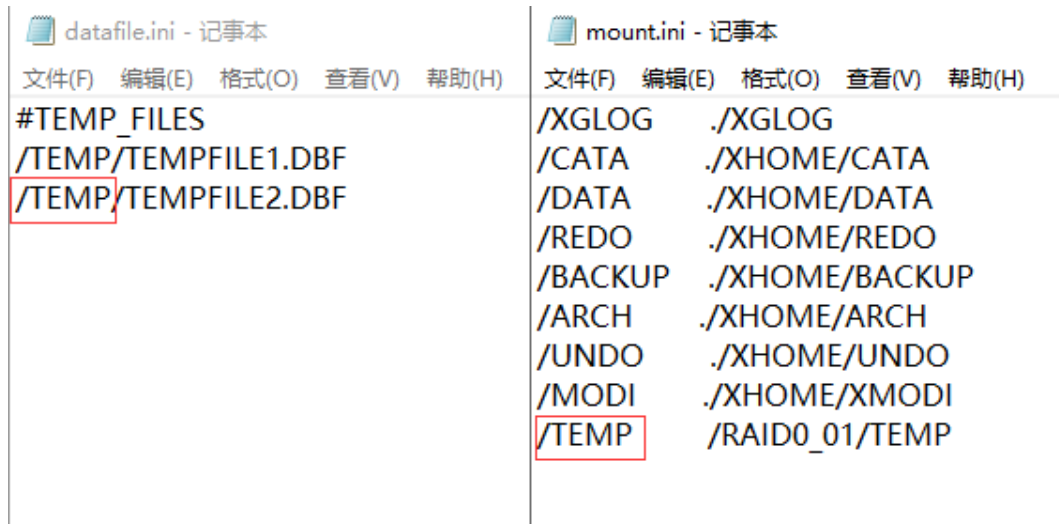 datafile.ini - 记事本
文件(F) 编辑(E) 格式(O) 查看(V) 帮助(H)
#TEMP_FILES
/TEMP/TEMPFILE1.DBF
/TEMP/TEMPFILE2.DBF
mount.ini - 记事本
文件(F) 编辑(E) 格式(O) 查看(V) 帮助(H)
/XGLOG ./XGLOG
/CATA ./XHOME/CATA
/DATA ./XHOME/DATA
/REDO ./XHOME/REDO
/BACKUP ./XHOME/BACKUP
/ARCH ./XHOME/ARCH
/UNDO ./XHOME/UNDO
/MODI ./XHOME/XMODI
/TEMP /RAID0_01/TEMP